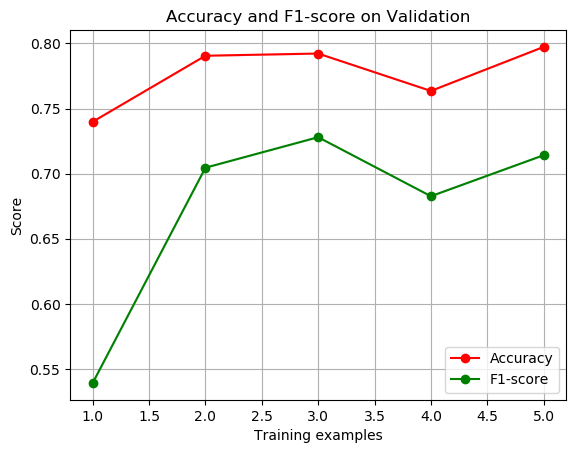 Accuracy and F1-score on Validation
Score
0.80
0.75
0.70
0.65
0.60
0.55
Accuracy
F1-score
1.0 1.5 2.0 2.5 3.0 3.5 4.0 4.5 5.0
Training examples